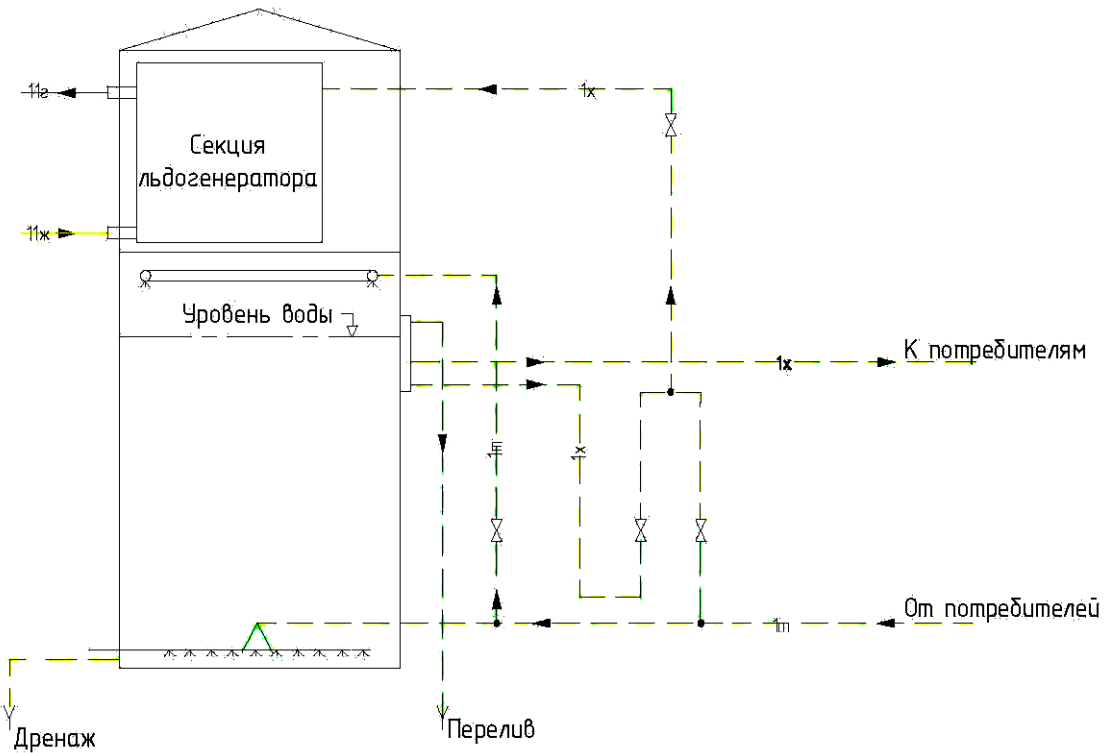 11г
1х
Секция
льдогенератора
11ж
Уровень воды
К потребителям
1х
1т
1х
От потребителей
1т
Дренаж
Перелив